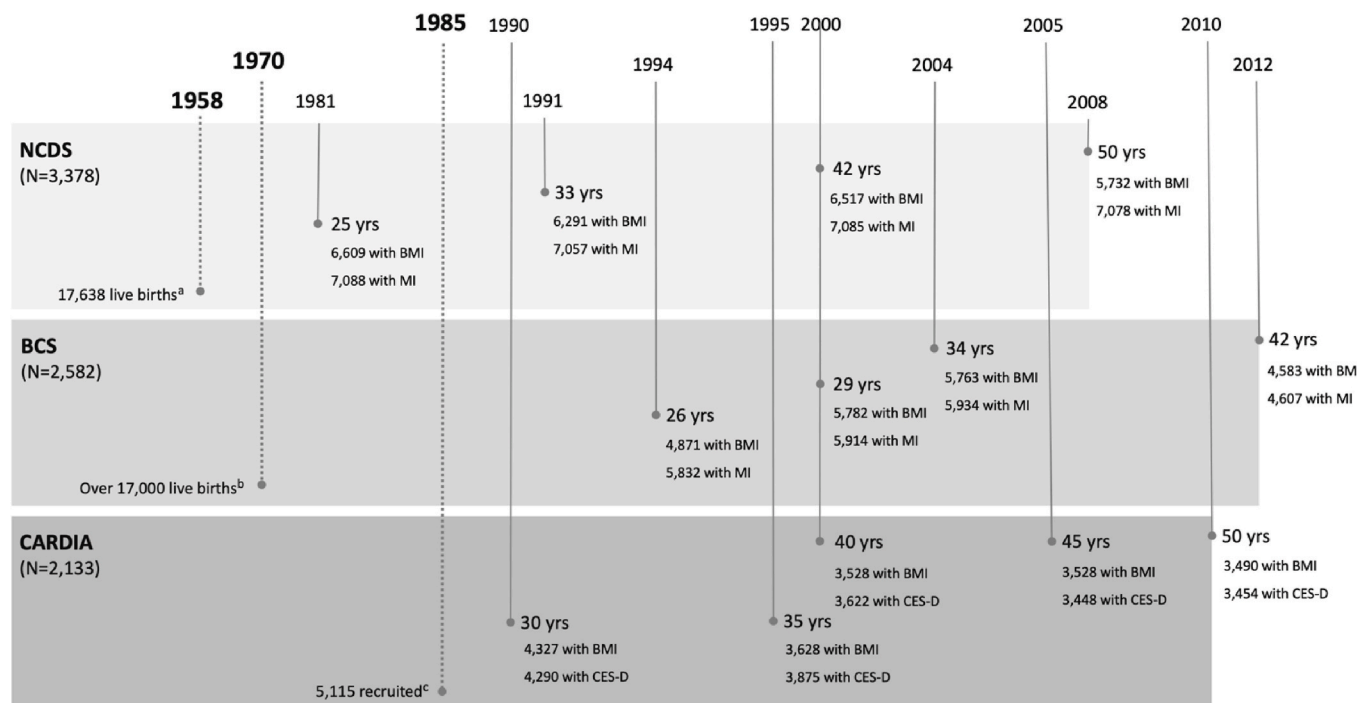 1985
1990
1995
2000
2005
2010
1970
1994
2004
2012
1958
1981
1991
2008
NCDS
(N=3,378)
25 yrs
6,609 with BMI
7,088 with MI
33 yrs
6,291 with BMI
7,057 with MI
42 yrs
6,517 with BMI
7,085 with MI
50 yrs
5,732 with BMI
7,078 with MI
17,638 live birthsᵃ
BCS
(N=2,582)
26 yrs
4,871 with BMI
5,832 with MI
29 yrs
5,782 with BMI
5,914 with MI
34 yrs
5,763 with BMI
5,934 with MI
42 yrs
4,583 with BM
4,607 with MI
Over 17,000 live birthsᵇ
CARDIA
(N=2,133)
30 yrs
4,327 with BMI
4,290 with CES-D
35 yrs
3,628 with BMI
3,875 with CES-D
40 yrs
3,528 with BMI
3,622 with CES-D
45 yrs
3,528 with BMI
3,448 with CES-D
50 yrs
3,490 with BMI
3,454 with CES-D
5,115 recruitedᶜ